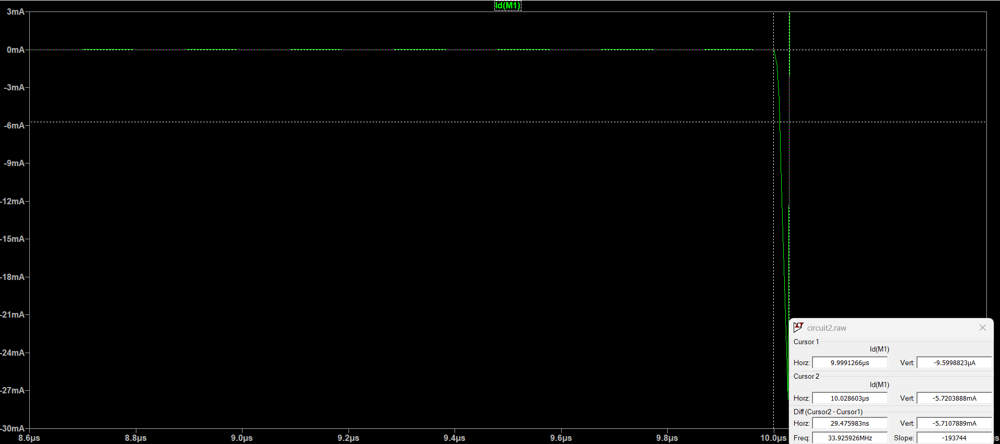 Id(M1)
3mA
0mA
-3mA
-6mA
-9mA
-12mA
-15mA
-18mA
-21mA
-24mA
-27mA
-30mA
8.6µs 8.8µs 9.0µs 9.2µs 9.4µs 9.6µs 9.8µs 10.0µs
circuit2.raw
Cursor 1
Id(M1)
Horz: 9.9991266µs Vert: -9.5998823µA
Cursor 2
Id(M1)
Horz: 10.028603µs Vert: -5.7203888mA
Diff (Cursor2 - Cursor1)
Horz: 29.475983ns Vert: -5.7107889mA
Freq: 33.925926MHz Slope: -193744